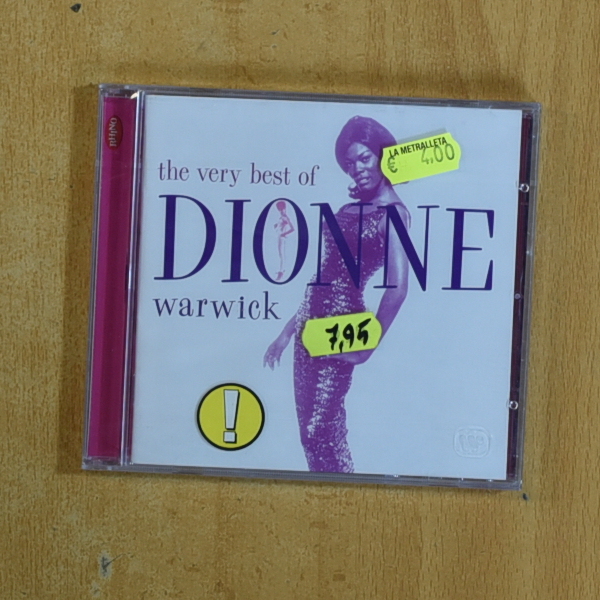 RHINO
the very best of
DIONNE
warwick
LA METRALLETA
€ 4.00
7,95
!